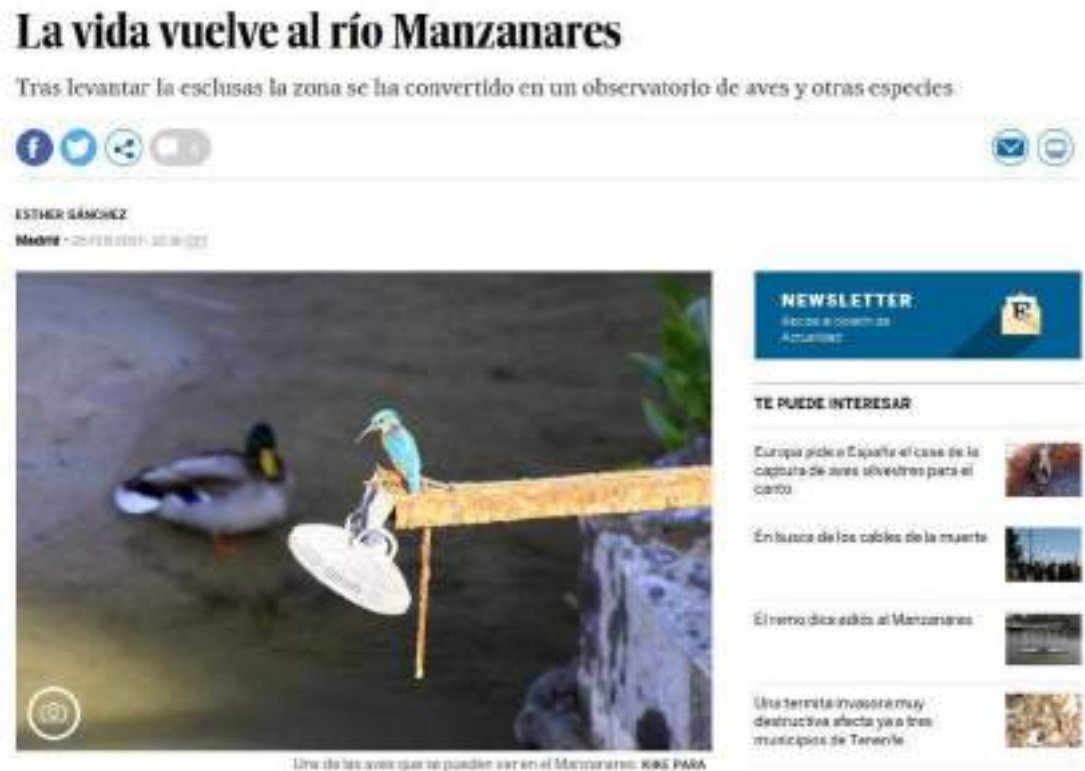 La vida vuelve al río Manzanares
Tras levantar la esclusas la zona se ha convertido en un observatorio de aves y otras especies
ESTHER SÁNCHEZ
Madrid
NEWSLETTER
Actualidad
TE PUEDE INTERESAR
Europa pide a España el cese de la
captura de aves silvestres para el
canto
En busca de los cables de la muerte
El remo dice adiós al Manzanares
Una termita invasora muy
destructiva afecta ya a tres
municipios de Tenerife
Una de las aves que se pueden ver en el Manzanares. KIKE PARA